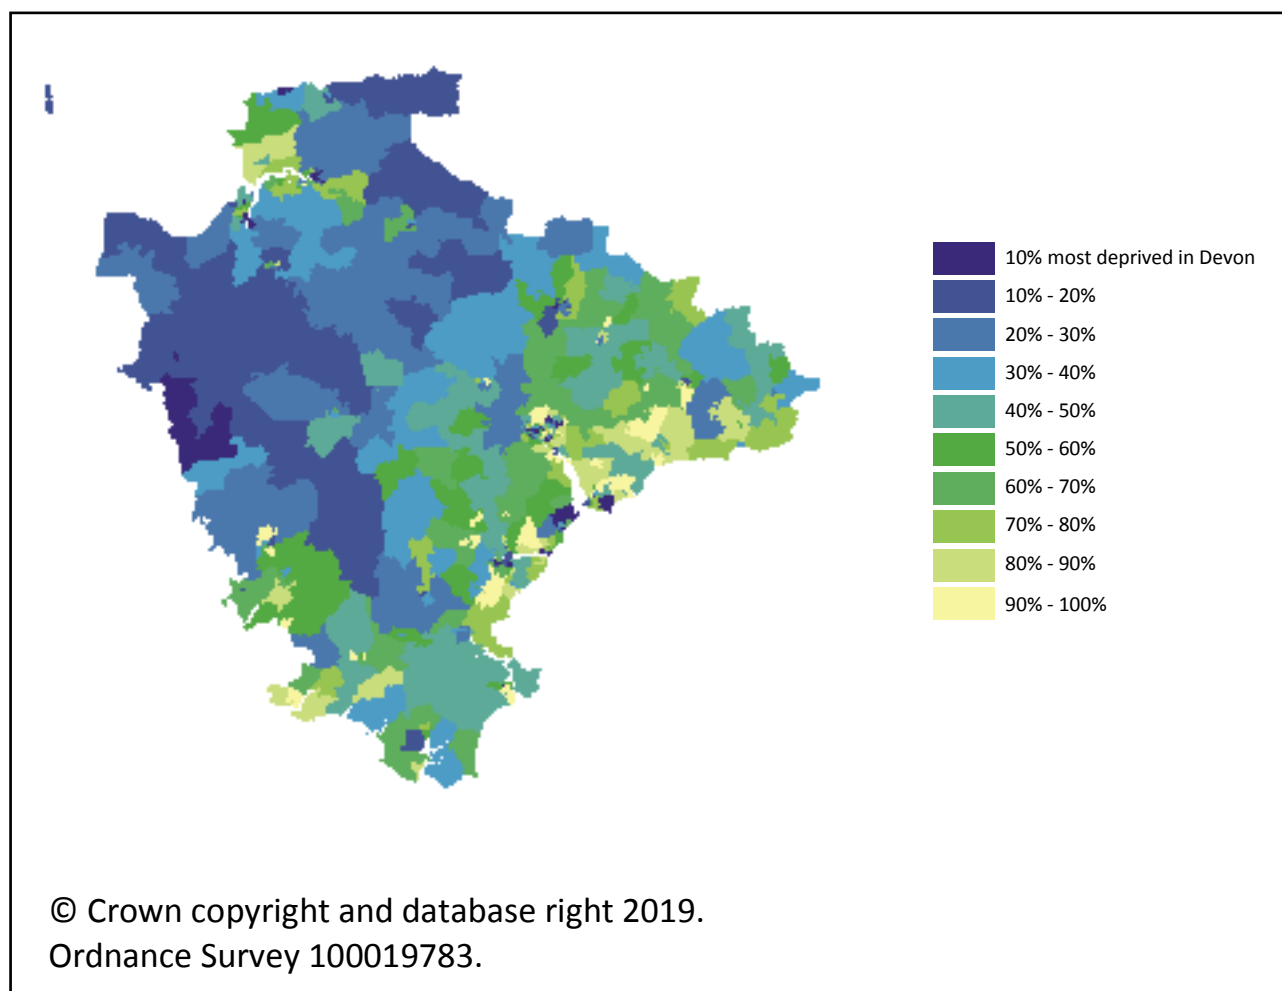 10% most deprived in Devon
10% - 20%
20% - 30%
30% - 40%
40% - 50%
50% - 60%
60% - 70%
70% - 80%
80% - 90%
90% - 100%
© Crown copyright and database right 2019.
Ordnance Survey 100019783.